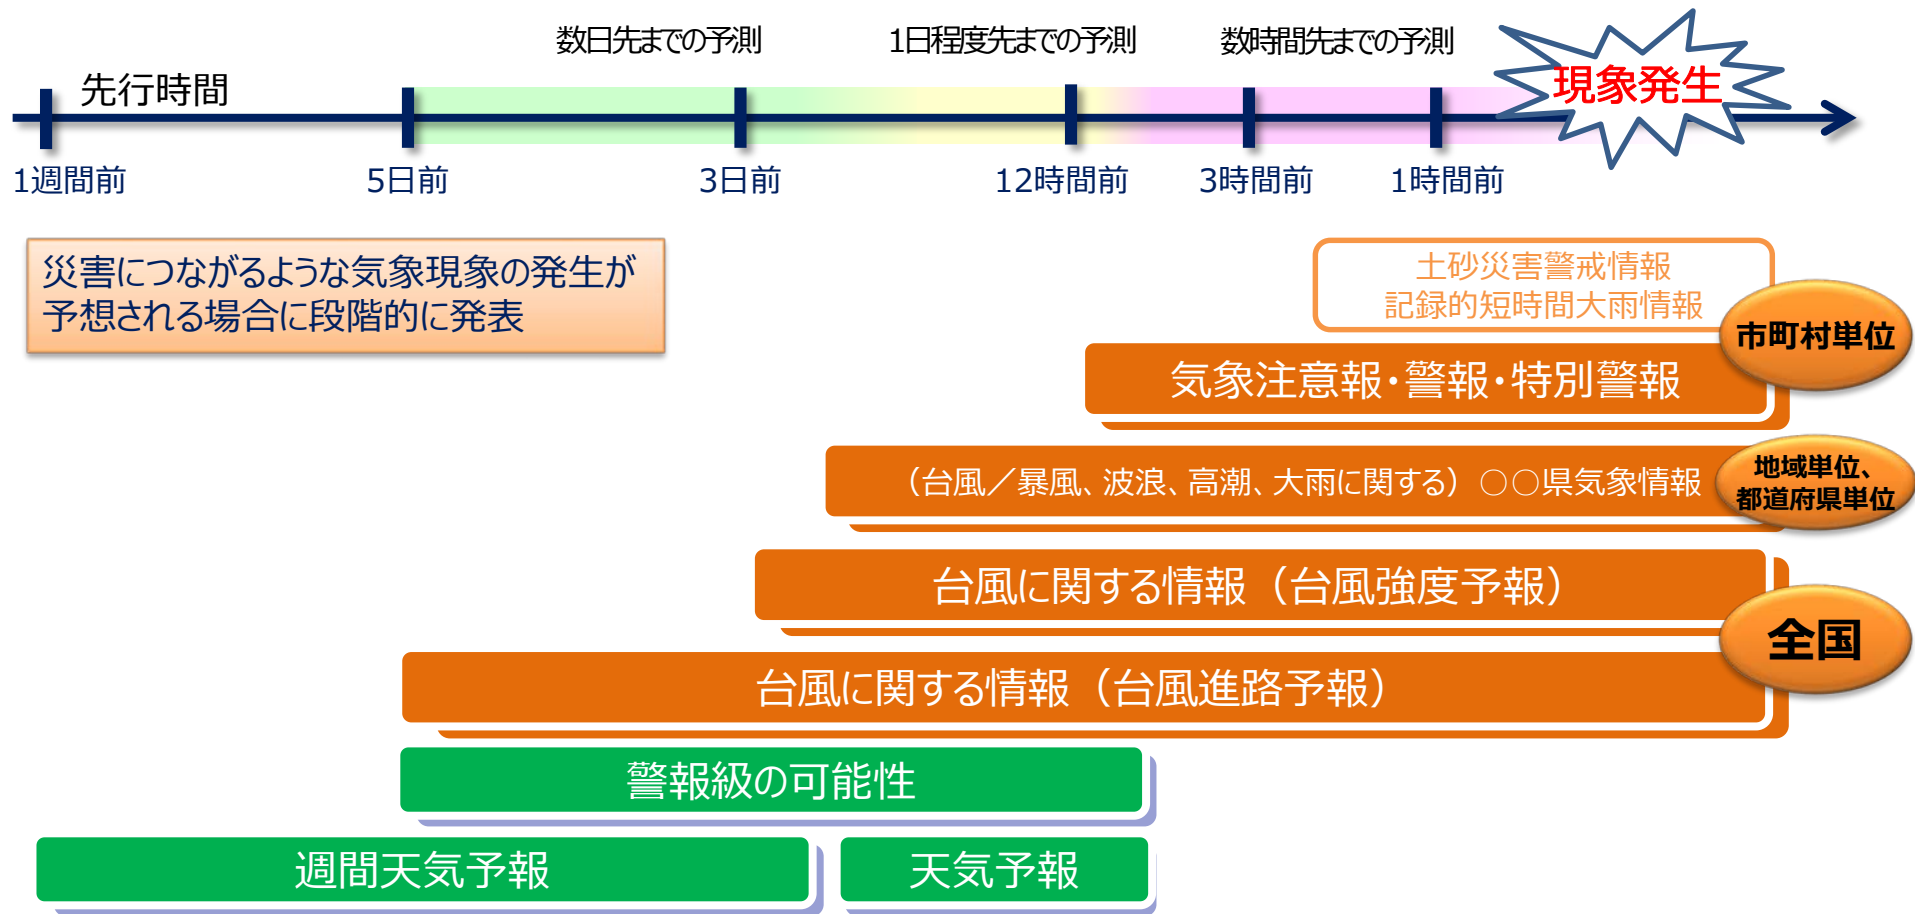 数日先までの予測
1日程度先までの予測
数時間先までの予測
先行時間
現象発生
1週間前
5日前
3日前
12時間前
3時間前
1時間前
災害につながるような気象現象の発生が
予想される場合に段階的に発表
土砂災害警戒情報
記録的短時間大雨情報
市町村単位
気象注意報・警報・特別警報
（台風／暴風、波浪、高潮、大雨に関する）○○県気象情報
地域単位、
都道府県単位
台風に関する情報（台風強度予報）
全国
台風に関する情報（台風進路予報）
警報級の可能性
週間天気予報
天気予報